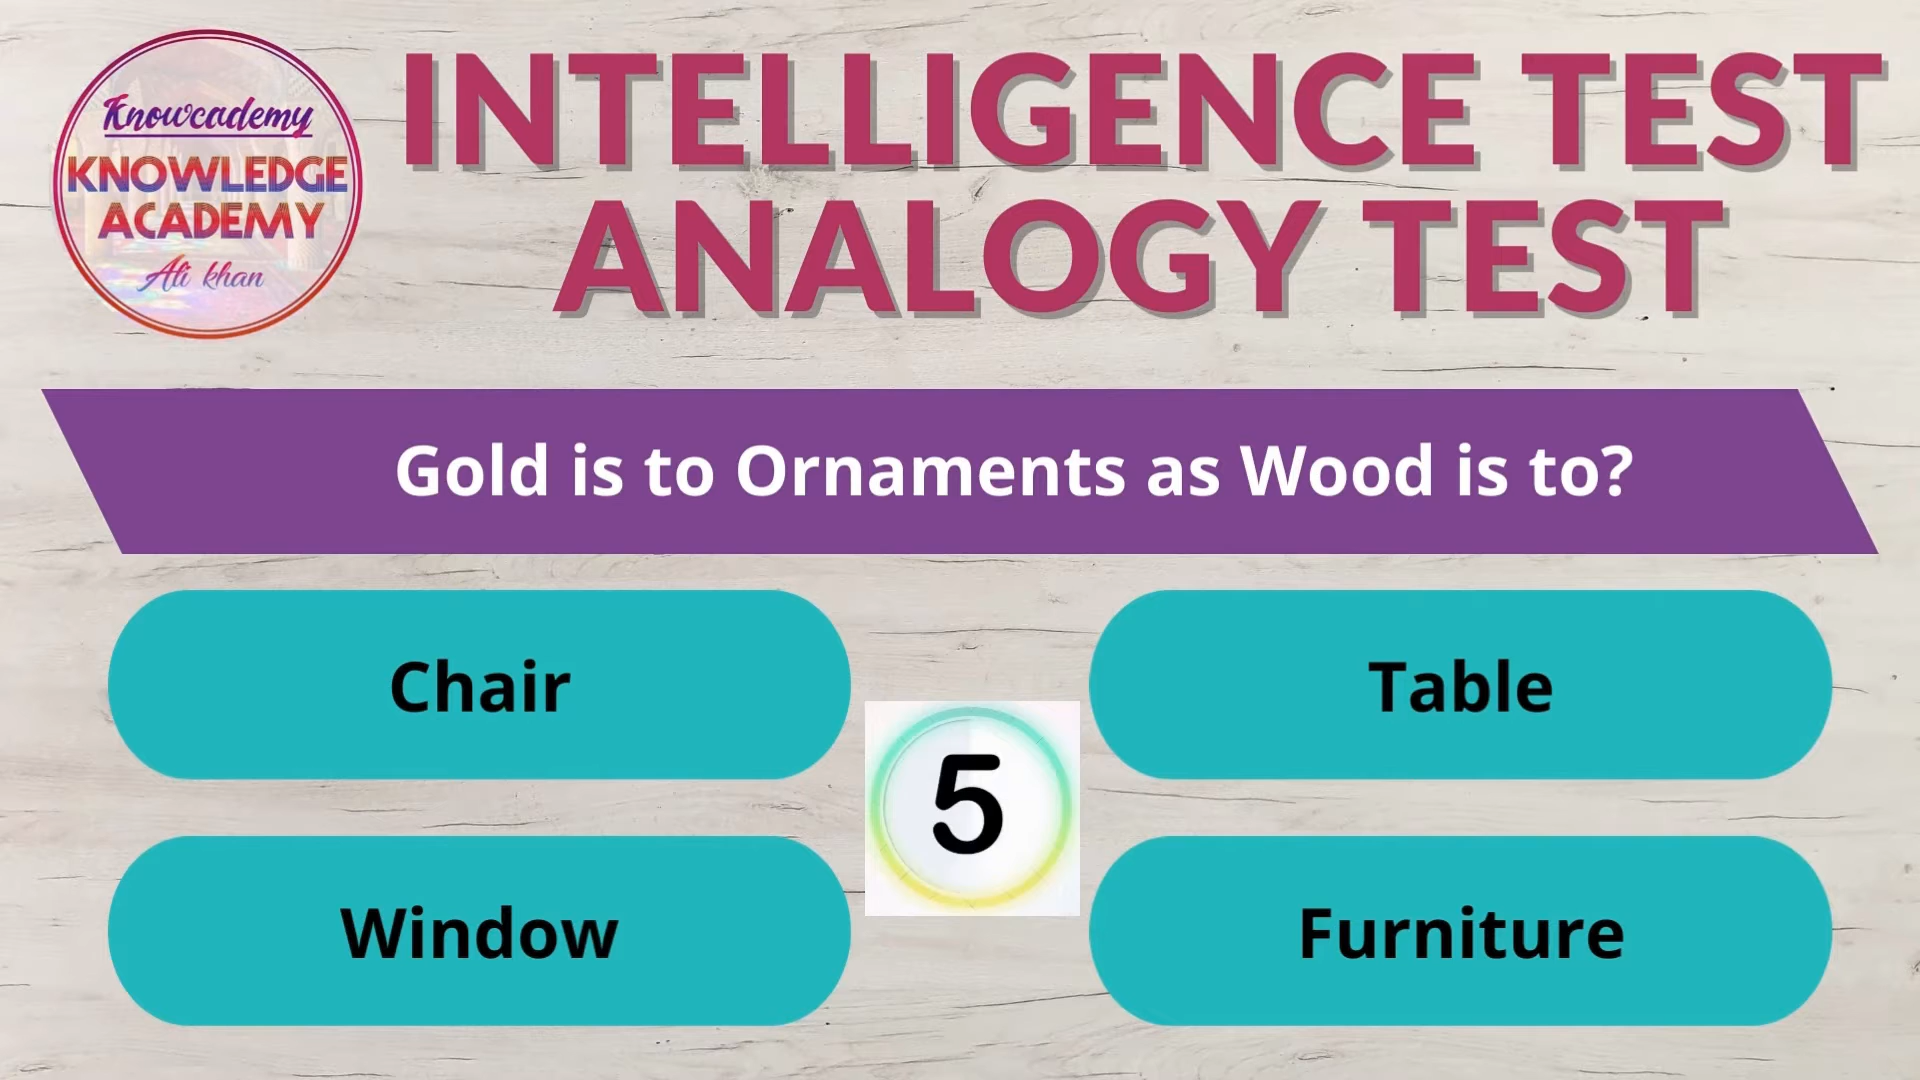 Knowcademy
KNOWLEDGE
ACADEMY
Ali khan
INTELLIGENCE TEST
ANALOGY TEST
Gold is to Ornaments as Wood is to?
Chair
Table
5
Window
Furniture